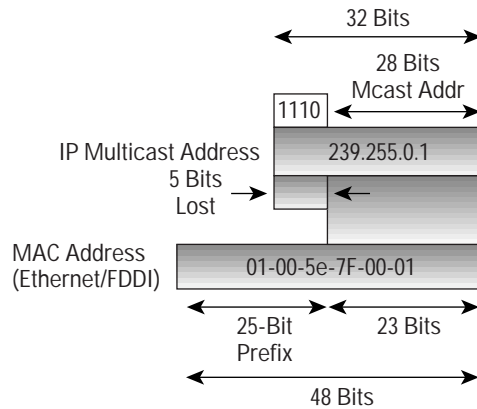 32 Bits
28 Bits
Mcast Addr
1110
IP Multicast Address
239.255.0.1
5 Bits
Lost
MAC Address
(Ethernet/FDDI)
01-00-5e-7F-00-01
25-Bit
Prefix
23 Bits
48 Bits